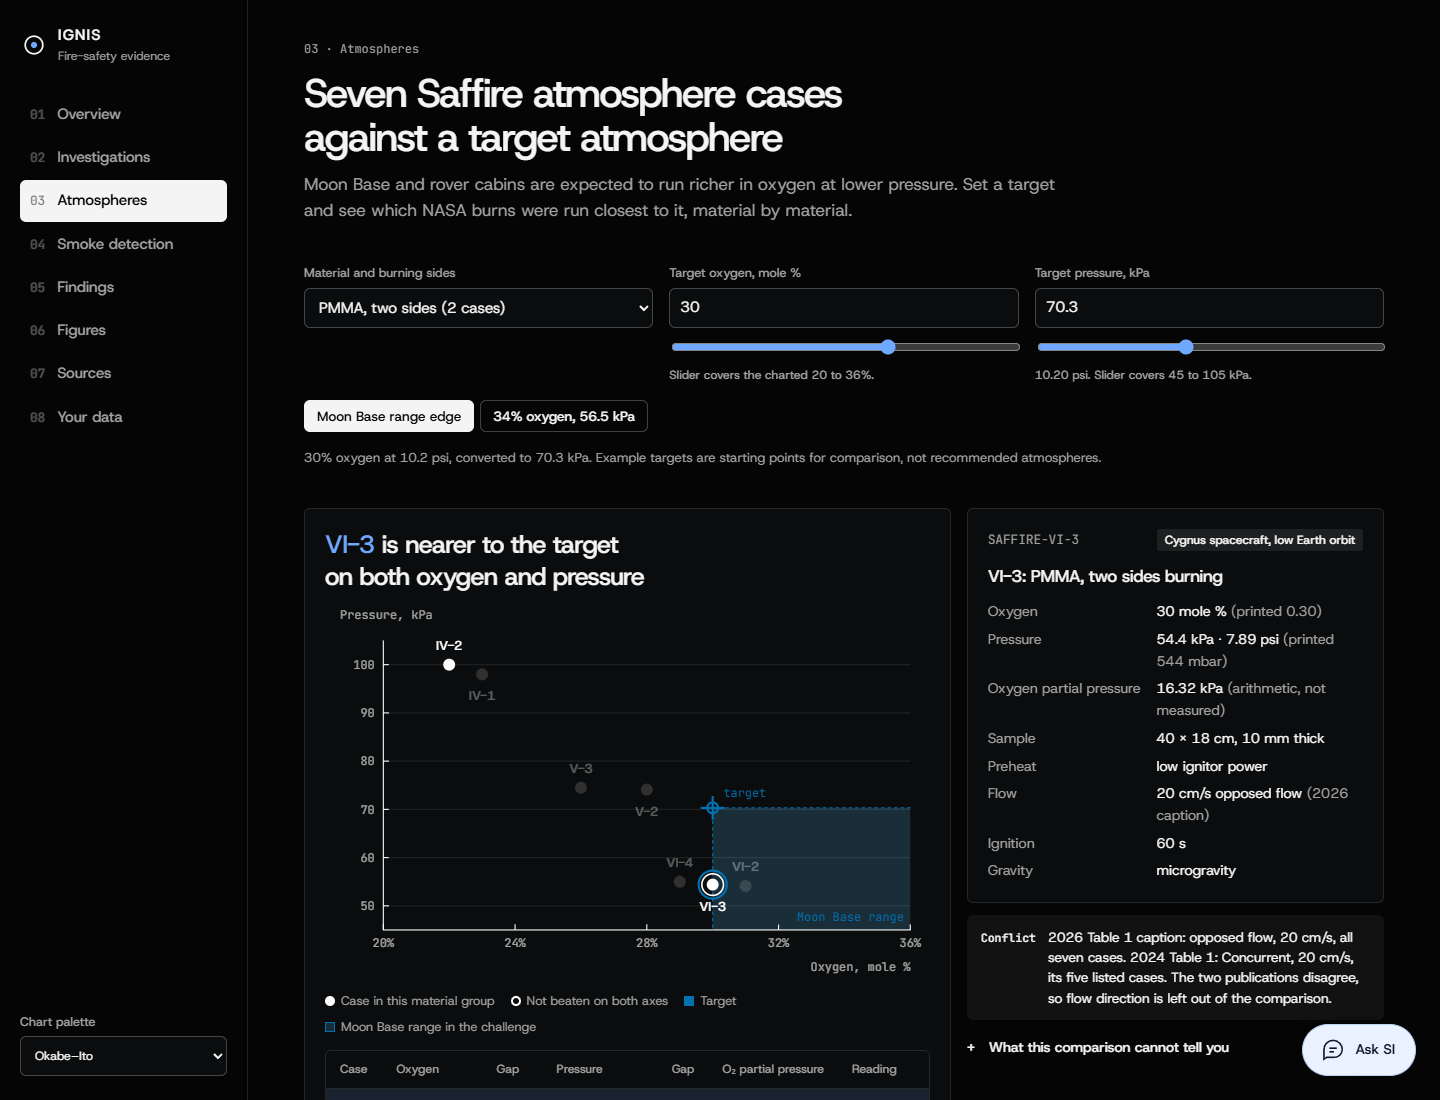 IGNIS
Fire-safety evidence
01 Overview
02 Investigations
03 Atmospheres
04 Smoke detection
05 Findings
06 Figures
07 Sources
08 Your data
Chart palette
Okabe-Ito
03 · Atmospheres
Seven Saffire atmosphere cases
against a target atmosphere
Moon Base and rover cabins are expected to run richer in oxygen at lower pressure. Set a target
and see which NASA burns were run closest to it, material by material.
Material and burning sides
PMMA, two sides (2 cases)
Target oxygen, mole %
30
Slider covers the charted 20 to 36%.
Target pressure, kPa
70.3
10.20 psi. Slider covers 45 to 105 kPa.
Moon Base range edge
34% oxygen, 56.5 kPa
30% oxygen at 10.2 psi, converted to 70.3 kPa. Example targets are starting points for comparison, not recommended atmospheres.
VI-3 is nearer to the target
on both oxygen and pressure
Pressure, kPa
IV-2
100
IV-1
90
80
V-3
target
70
V-2
VI-4
VI-2
60
VI-3
50
Moon Base range
20% 24% 28% 32% 36%
Oxygen, mole %
Case in this material group
Not beaten on both axes
Target
Moon Base range in the challenge
Case Oxygen Gap Pressure Gap O₂ partial pressure Reading
SAFFIRE-VI-3
Cygnus spacecraft, low Earth orbit
VI-3: PMMA, two sides burning
Oxygen 30 mole % (printed 0.30)
Pressure 54.4 kPa · 7.89 psi (printed
544 mbar)
Oxygen partial pressure 16.32 kPa (arithmetic, not
measured)
Sample 40 × 18 cm, 10 mm thick
Preheat low ignitor power
Flow 20 cm/s opposed flow (2026
caption)
Ignition 60 s
Gravity microgravity
Conflict 2026 Table 1 caption: opposed flow, 20 cm/s, all
seven cases. 2024 Table 1: Concurrent, 20 cm/s,
its five listed cases. The two publications disagree,
so flow direction is left out of the comparison.
+ What this comparison cannot tell you
Ask SI